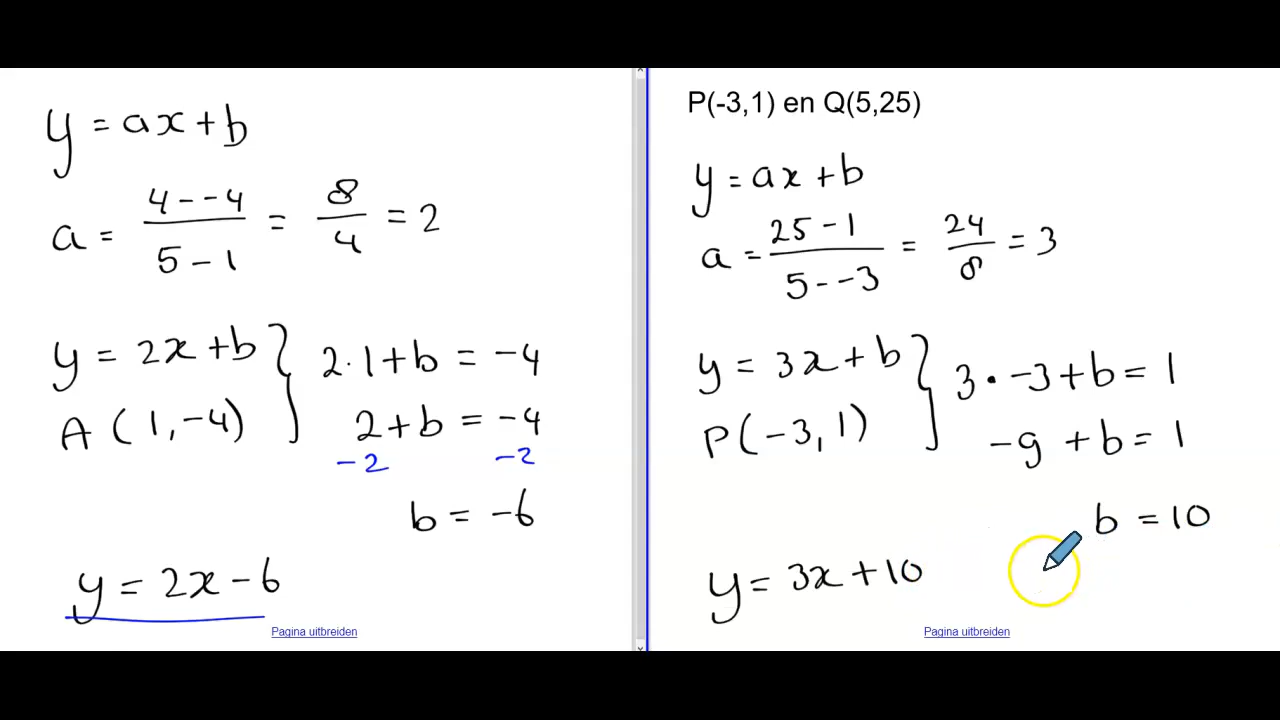 y = ax + b
a = 4 - -4 / 5 - 1 = 8/4 = 2
y = 2x + b } 2 · 1 + b = -4
A (1, -4) 2 + b = -4
-2 -2
b = -6
y = 2x - 6
Pagina uitbreiden
P(-3,1) en Q(5,25)
y = ax + b
a = 25 - 1 / 5 - -3 = 24/8 = 3
y = 3x + b } 3 · -3 + b = 1
P(-3, 1) -9 + b = 1
b = 10
y = 3x + 10
Pagina uitbreiden